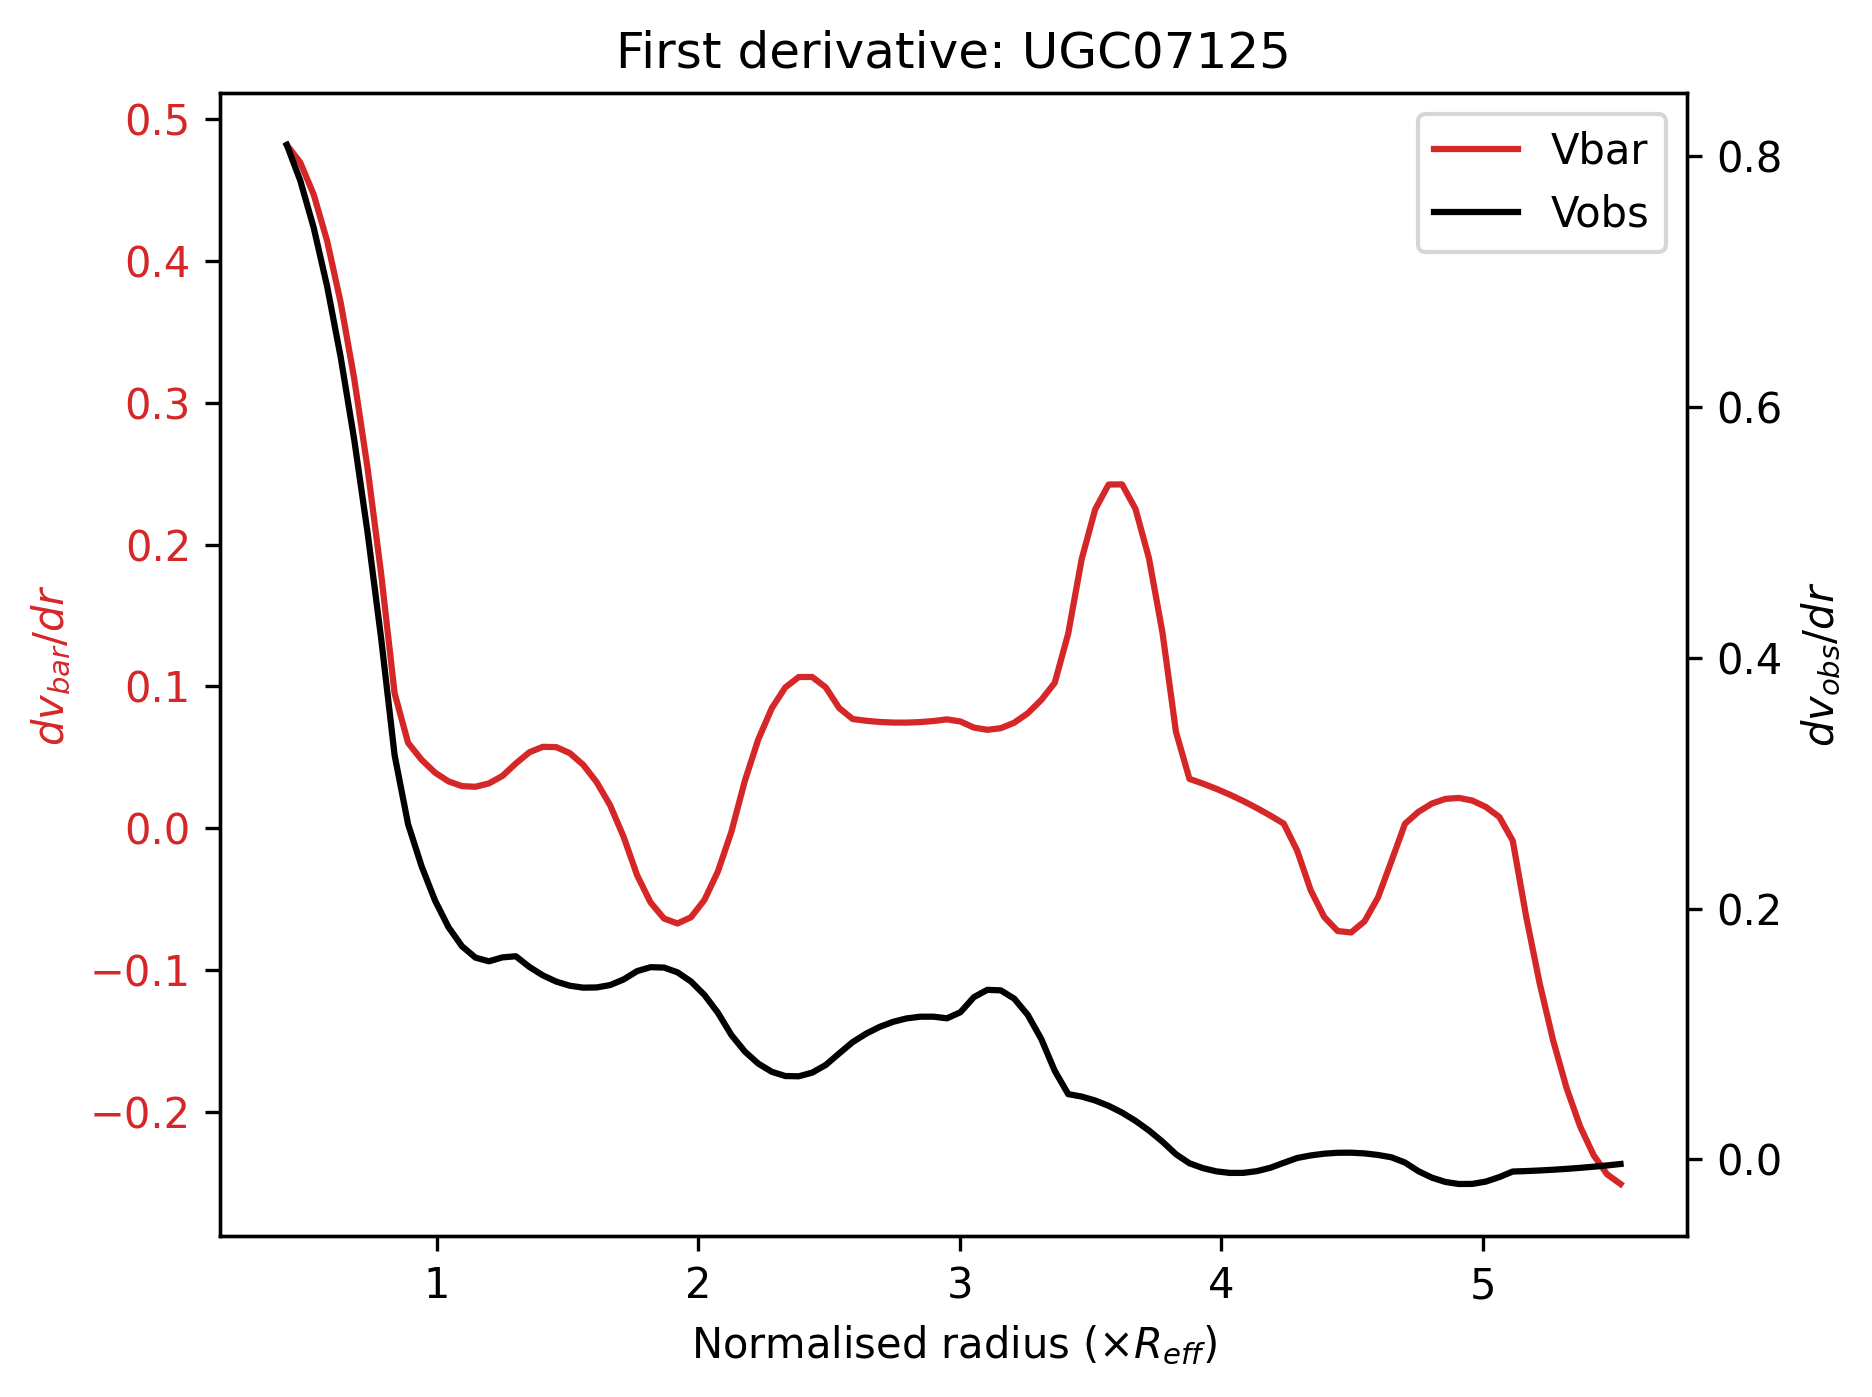 First derivative: UGC07125
0.5
0.4
0.3
0.2
0.1
0.0
−0.1
−0.2
dv_bar/dr
Vbar
Vobs
0.8
0.6
0.4
0.2
0.0
dv_obs/dr
1 2 3 4 5
Normalised radius (×R_eff)